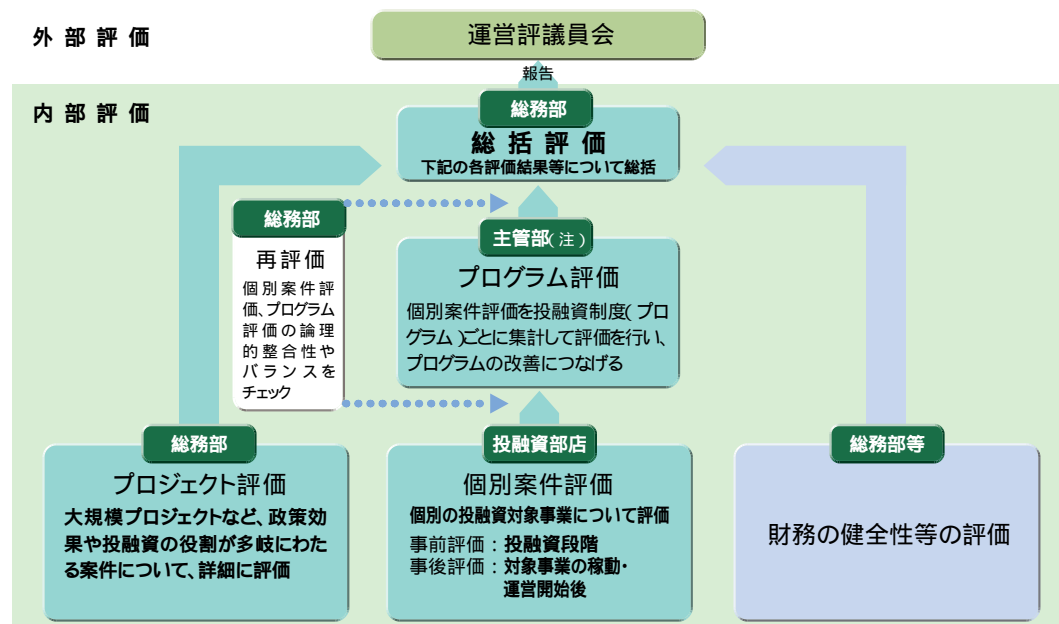 外部評価
運営評議員会
報告
内部評価
総務部
総括評価
下記の各評価結果等について総括
総務部
再評価
個別案件評
価、プログラム
評価の論理
的整合性や
バランスを
チェック
主管部(注)
プログラム評価
個別案件評価を投融資制度(プロ
グラム)ごとに集計して評価を行い、
プログラムの改善につなげる
総務部
プロジェクト評価
大規模プロジェクトなど、政策効
果や投融資の役割が多岐にわた
る案件について、詳細に評価
投融資部店
個別案件評価
個別の投融資対象事業について評価
事前評価：投融資段階
事後評価：対象事業の稼動・
運営開始後
総務部等
財務の健全性等の評価